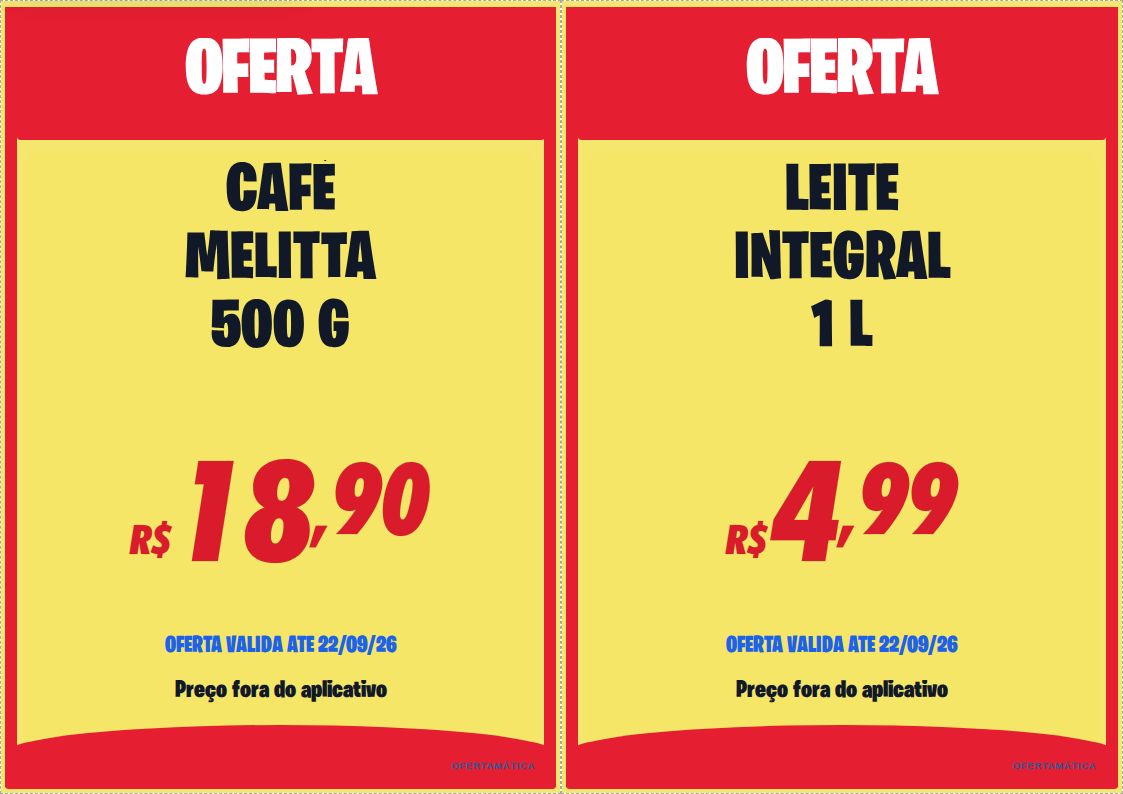 OFERTA
CAFÉ
MELITTA
500 G
R$ 18,90
OFERTA VALIDA ATE 22/09/26
Preço fora do aplicativo
OFERTAMATICA
OFERTA
LEITE
INTEGRAL
1 L
R$ 4,99
OFERTA VALIDA ATE 22/09/26
Preço fora do aplicativo
OFERTAMATICA